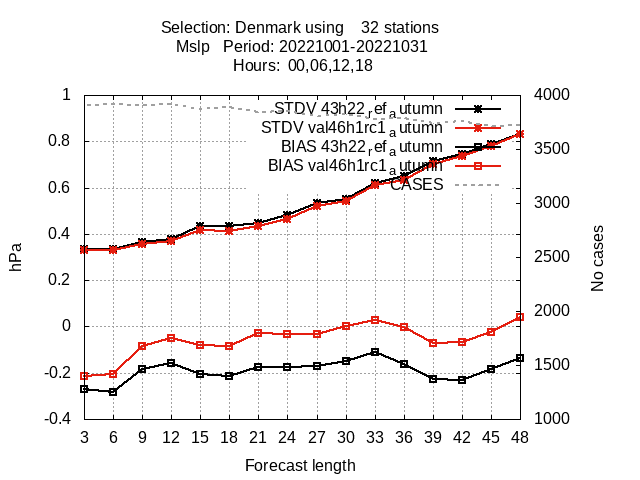 Selection: Denmark using    32 stations
Mslp   Period: 20221001-20221031
Hours:  00,06,12,18
STDV 43h22_ref_autumn
STDV val46h1rc1_autumn
BIAS 43h22_ref_autumn
BIAS val46h1rc1_autumn
CASES
1
0.8
0.6
0.4
0.2
0
-0.2
-0.4
hPa
4000
3500
3000
2500
2000
1500
1000
No cases
3 6 9 12 15 18 21 24 27 30 33 36 39 42 45 48
Forecast length